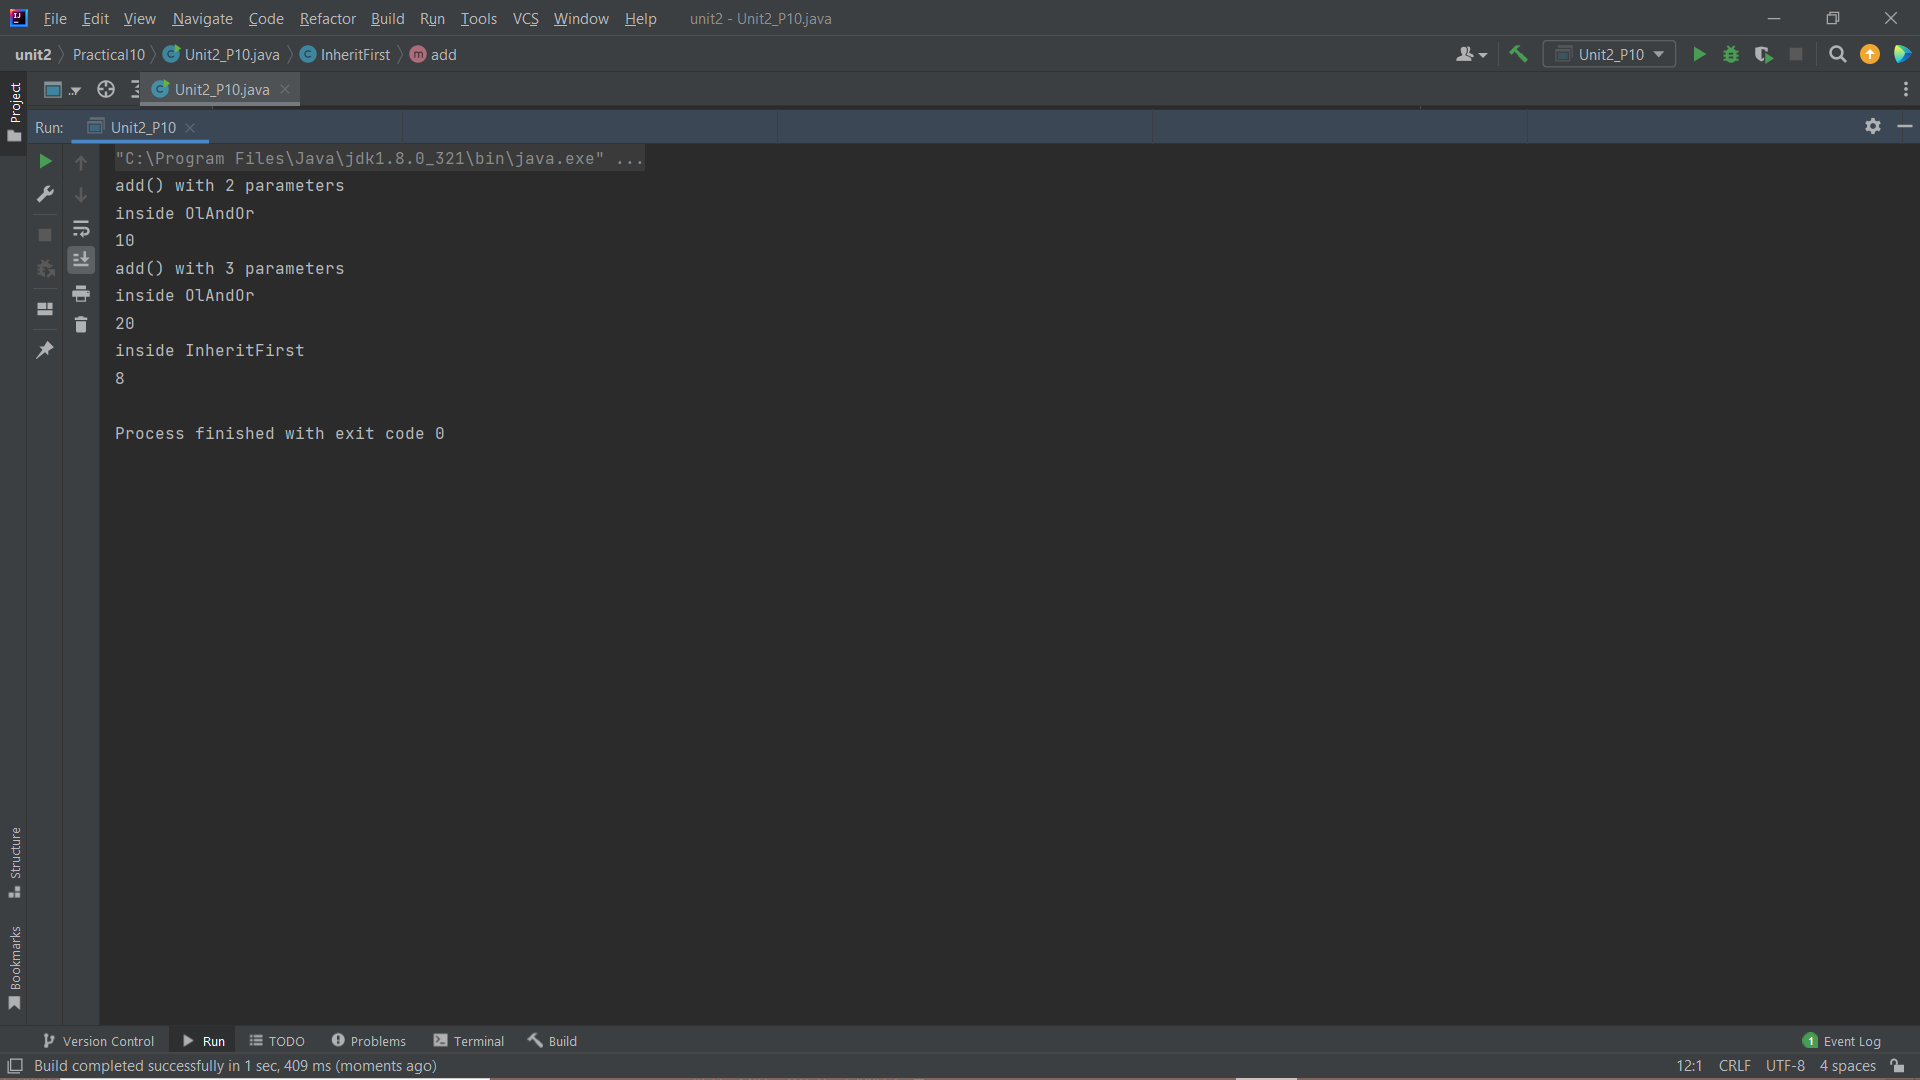 File Edit View Navigate Code Refactor Build Run Tools VCS Window Help unit2 - Unit2_P10.java
unit2 Practical10 Unit2_P10.java InheritFirst add Unit2_P10
Project
Unit2_P10.java
Run: Unit2_P10
"C:\Program Files\Java\jdk1.8.0_321\bin\java.exe" ...
add() with 2 parameters
inside OlAndOr
10
add() with 3 parameters
inside OlAndOr
20
inside InheritFirst
8
Process finished with exit code 0
Structure
Bookmarks
Version Control Run TODO Problems Terminal Build 1 Event Log
Build completed successfully in 1 sec, 409 ms (moments ago) 12:1 CRLF UTF-8 4 spaces